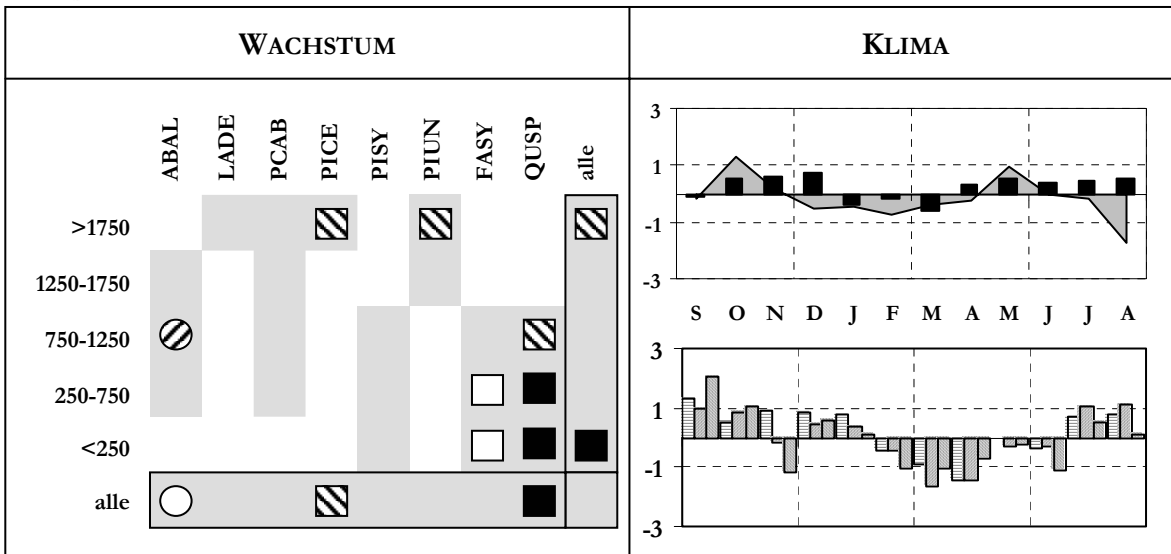 WACHSTUM
KLIMA
ABAL LADE PCAB PICE PISY PIUN FASY QUSP alle
>1750
1250-1750
750-1250
250-750
<250
alle
3
1
-1
-3
S O N D J F M A M J J A
3
1
-1
-3